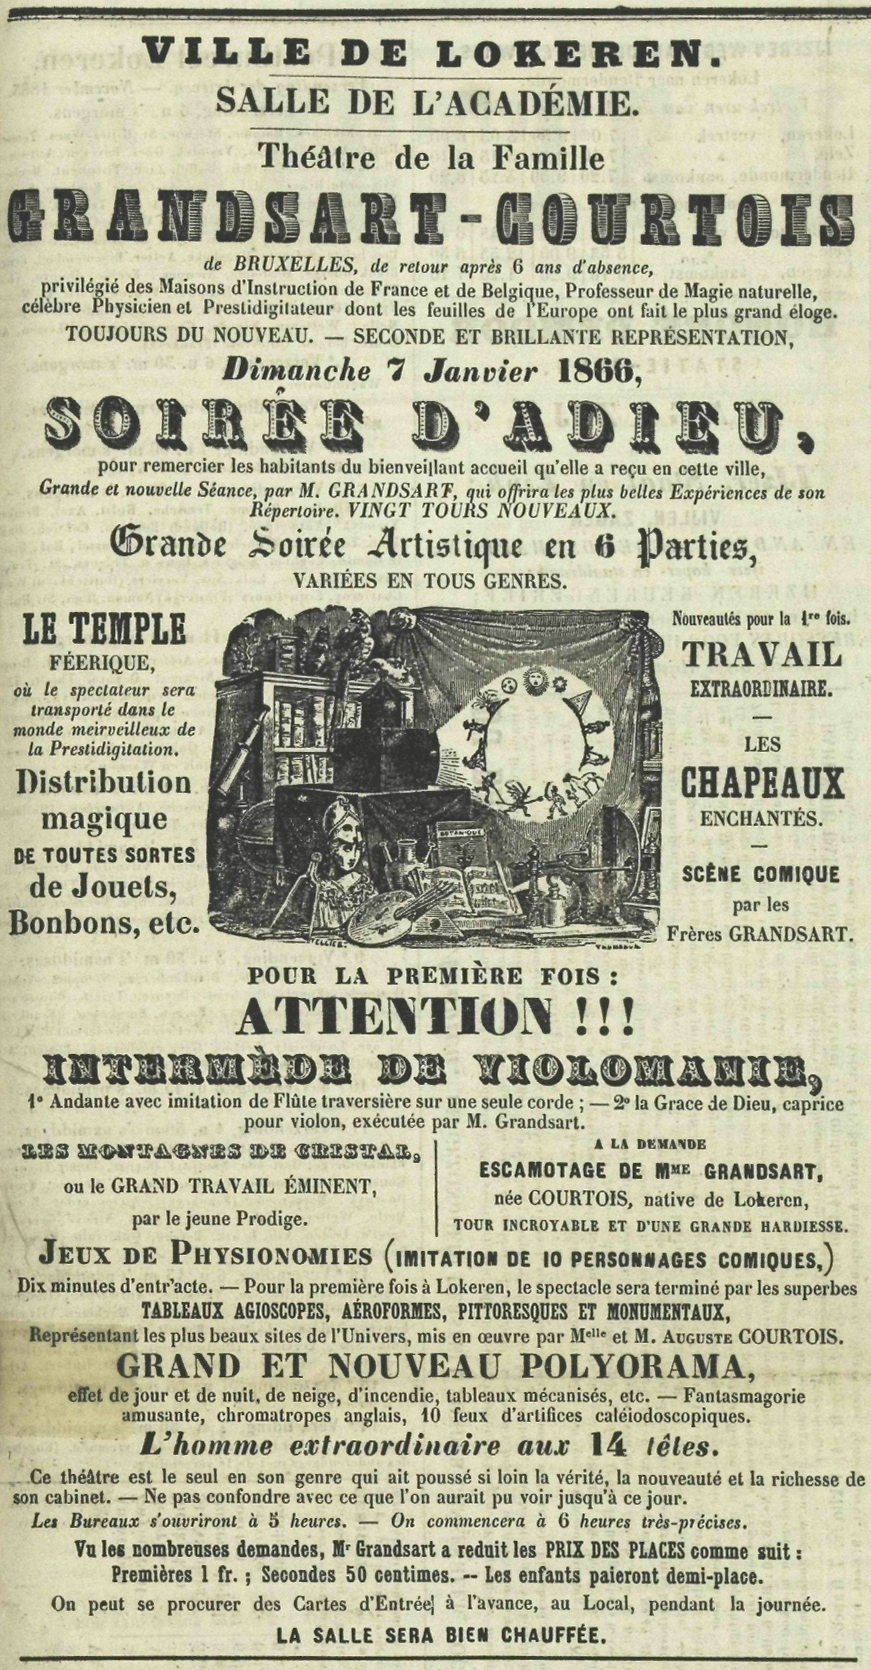 VILLE DE LOKEREN.
SALLE DE L'ACADÉMIE.
Théâtre de la Famille
GRANDSART-COURTOIS
de BRUXELLES, de retour après 6 ans d'absence,
privilégié des Maisons d'Instruction de France et de Belgique, Professeur de Magie naturelle,
célèbre Physicien et Prestidigitateur dont les feuilles de l'Europe ont fait le plus grand éloge.
TOUJOURS DU NOUVEAU. — SECONDE ET BRILLANTE REPRÉSENTATION,
Dimanche 7 Janvier 1866,
SOIRÉE D'ADIEU,
pour remercier les habitants du bienveillant accueil qu'elle a reçu en cette ville,
Grande et nouvelle Séance, par M. GRANDSART, qui offrira les plus belles Expériences de son
Répertoire. VINGT TOURS NOUVEAUX.
Grande Soirée Artistique en 6 Parties,
VARIÉES EN TOUS GENRES.
LE TEMPLE
FÉERIQUE,
où le spectateur sera
transporté dans le
monde meirveilleux de
la Prestidigitation.
Distribution
magique
DE TOUTES SORTES
de Jouets,
Bonbons, etc.
BOTANIQUE
Nouveautés pour la 1re fois.
TRAVAIL
EXTRAORDINAIRE.
—
LES
CHAPEAUX
ENCHANTÉS.
—
SCÈNE COMIQUE
par les
Frères GRANDSART.
POUR LA PREMIÈRE FOIS :
ATTENTION !!!
INTERMÈDE DE VIOLOMANIE,
1° Andante avec imitation de Flûte traversière sur une seule corde ; — 2° la Grace de Dieu, caprice
pour violon, exécutée par M. Grandsart.
LES MONTAGNES DE CRISTAL,
ou le GRAND TRAVAIL ÉMINENT,
par le jeune Prodige.
A LA DEMANDE
ESCAMOTAGE DE MME GRANDSART,
née COURTOIS, native de Lokeren,
TOUR INCROYABLE ET D'UNE GRANDE HARDIESSE.
JEUX DE PHYSIONOMIES (IMITATION DE 10 PERSONNAGES COMIQUES,)
Dix minutes d'entr'acte. — Pour la première fois à Lokeren, le spectacle sera terminé par les superbes
TABLEAUX AGIOSCOPES, AÉROFORMES, PITTORESQUES ET MONUMENTAUX,
Représentant les plus beaux sites de l'Univers, mis en œuvre par Melle et M. AUGUSTE COURTOIS.
GRAND ET NOUVEAU POLYORAMA,
effet de jour et de nuit, de neige, d'incendie, tableaux mécanisés, etc. — Fantasmagorie
amusante, chromatropes anglais, 10 feux d'artifices caléiodoscopiques.
L'homme extraordinaire aux 14 têtes.
Ce théâtre est le seul en son genre qui ait poussé si loin la vérité, la nouveauté et la richesse de
son cabinet. — Ne pas confondre avec ce que l'on aurait pu voir jusqu'à ce jour.
Les Bureaux s'ouvriront à 5 heures. — On commencera à 6 heures très-précises.
Vu les nombreuses demandes, Mr Grandsart a reduit les PRIX DES PLACES comme suit :
Premières 1 fr. ; Secondes 50 centimes. -- Les enfants paieront demi-place.
On peut se procurer des Cartes d'Entrée à l'avance, au Local, pendant la journée.
LA SALLE SERA BIEN CHAUFFÉE.